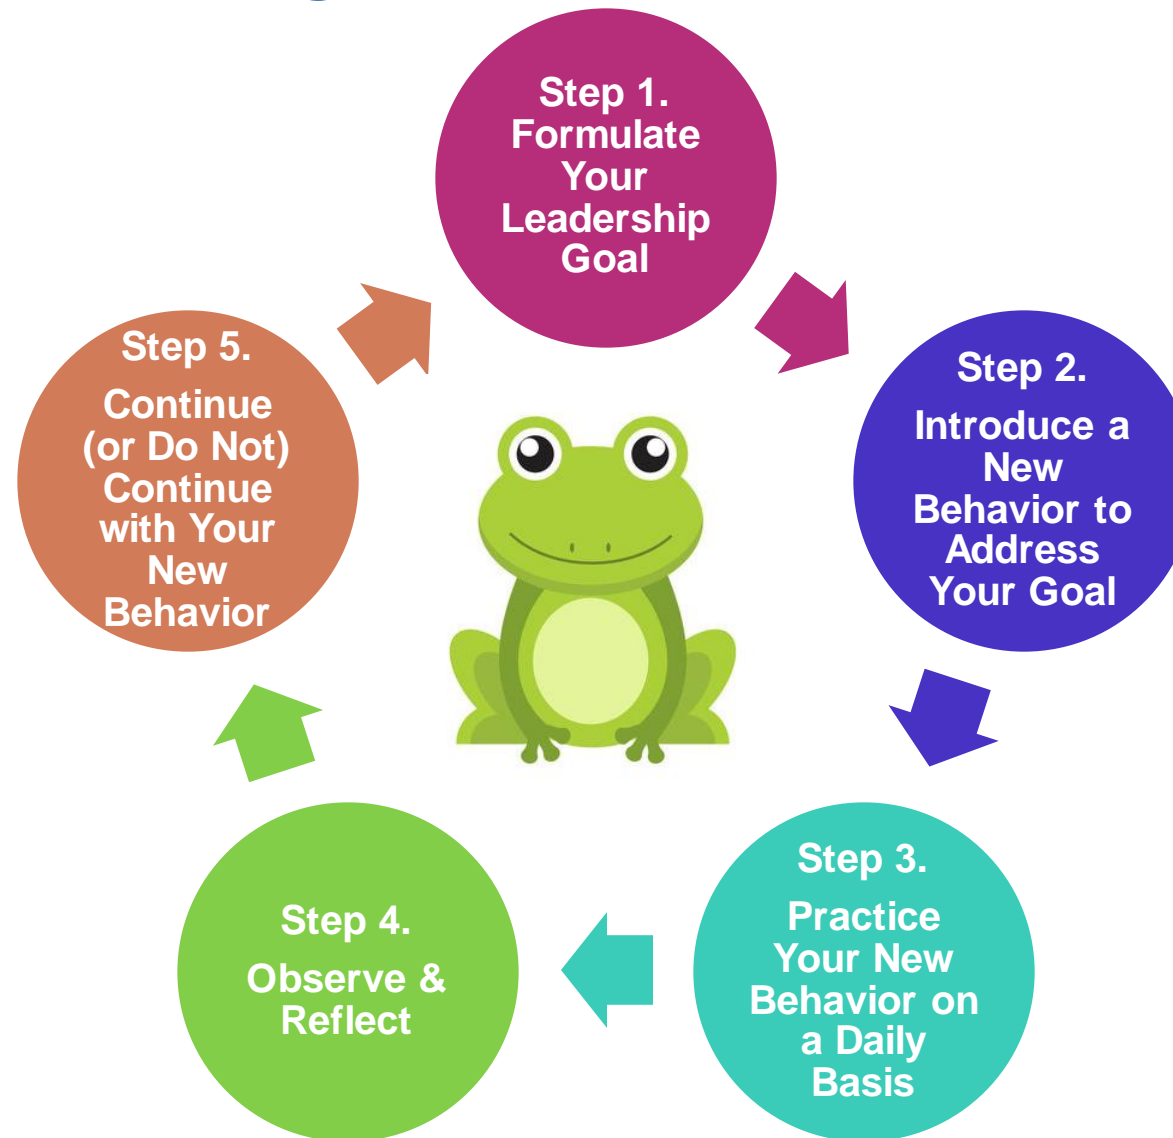 Step 1.
Formulate
Your
Leadership
Goal
Step 2.
Introduce a
New
Behavior to
Address
Your Goal
Step 3.
Practice
Your New
Behavior on
a Daily
Basis
Step 4.
Observe &
Reflect
Step 5.
Continue
(or Do Not)
Continue
with Your
New
Behavior